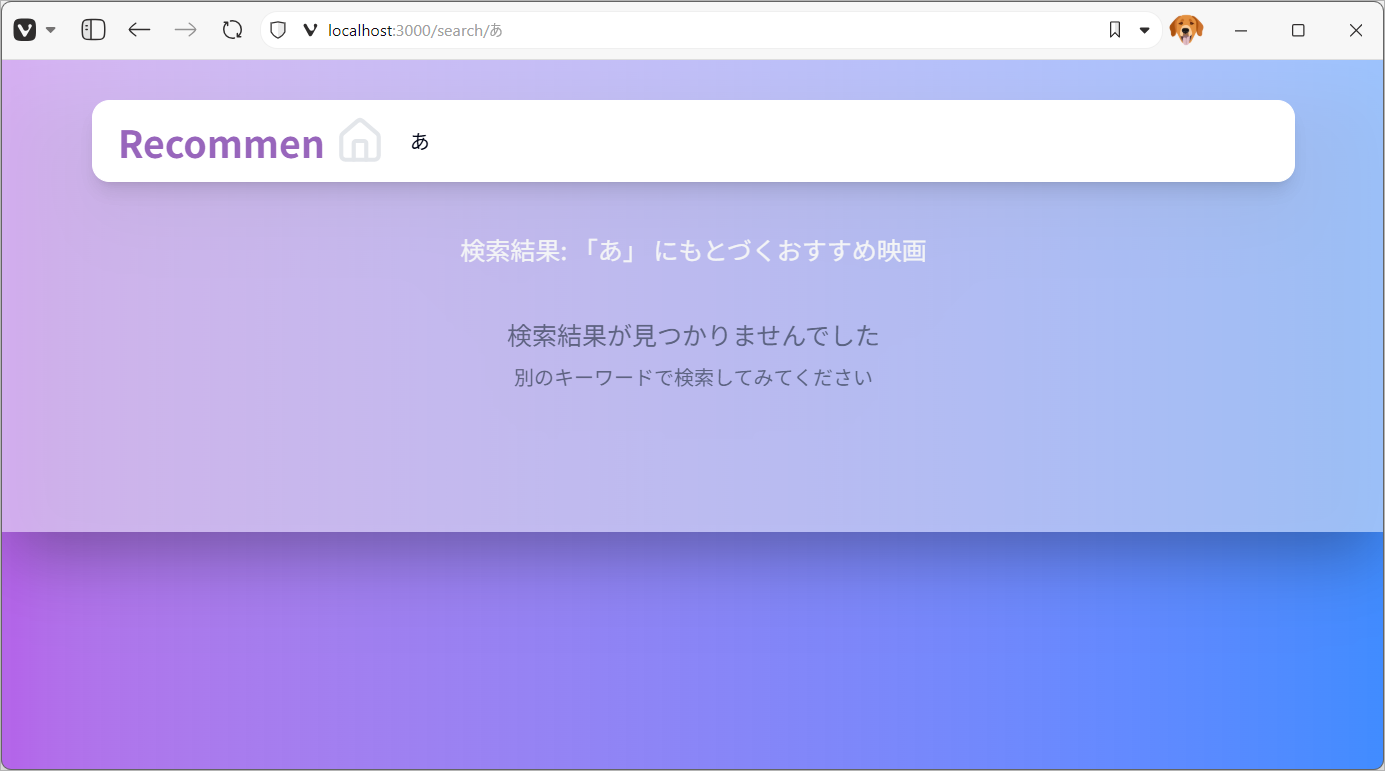 localhost:3000/search/あ
Recommen
あ
検索結果: 「あ」 にもとづくおすすめ映画
検索結果が見つかりませんでした
別のキーワードで検索してみてください